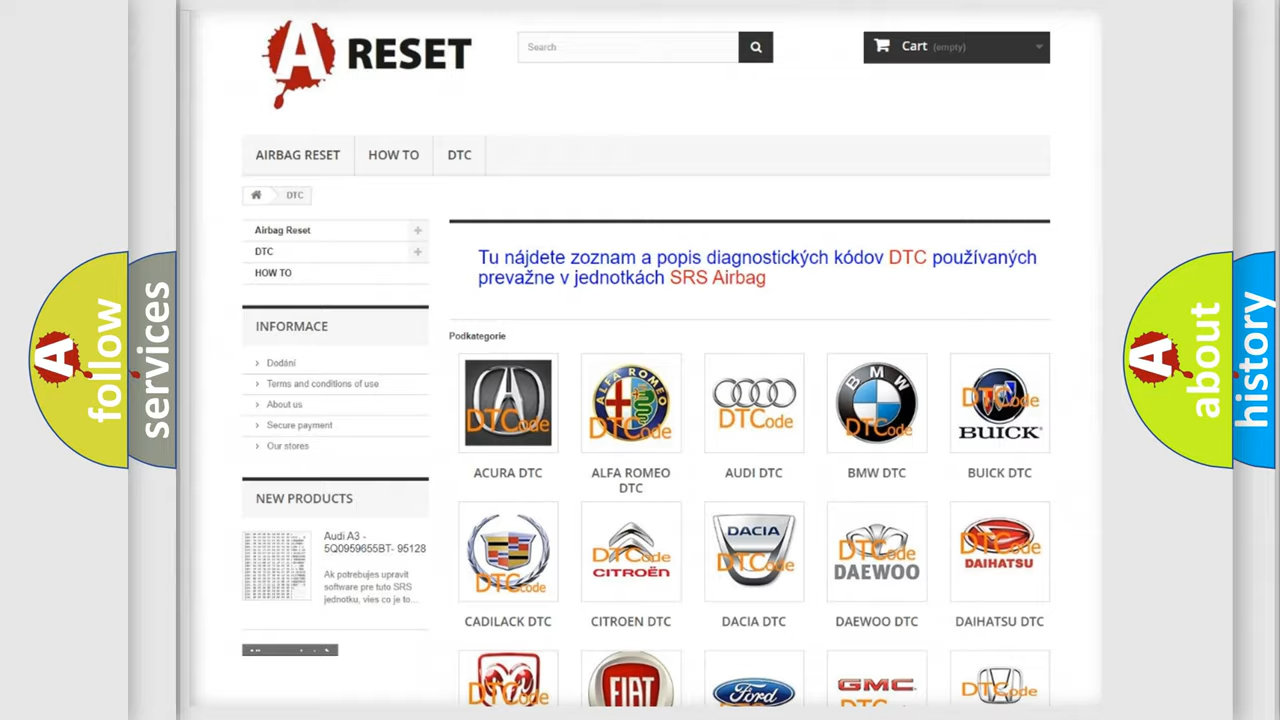 A RESET
Search
Cart (empty)
AIRBAG RESET
HOW TO
DTC
DTC
Airbag Reset
DTC
HOW TO
INFORMACE
Dodání
Terms and conditions of use
About us
Secure payment
Our stores
NEW PRODUCTS
Audi A3 -
5Q0959655BT- 95128
Ak potrebujes upravit
software pre tuto SRS
jednotku, vies co je to...
Tu nájdete zoznam a popis diagnostických kódov DTC používaných
prevažne v jednotkách SRS Airbag
Podkategorie
DTCode
ALFA ROMEO
DTCode
DTCode
BMW
DTCode
DTCode
BUICK
ACURA DTC
ALFA ROMEO
DTC
AUDI DTC
BMW DTC
BUICK DTC
DTCode
DTCode
CITROËN
DACIA
DTCode
DTCode
DAEWOO
DTCode
DAIHATSU
CADILACK DTC
CITROEN DTC
DACIA DTC
DAEWOO DTC
DAIHATSU DTC
DTCode
FIAT
Ford
GMC
DTCode
A follow
services
A about
history